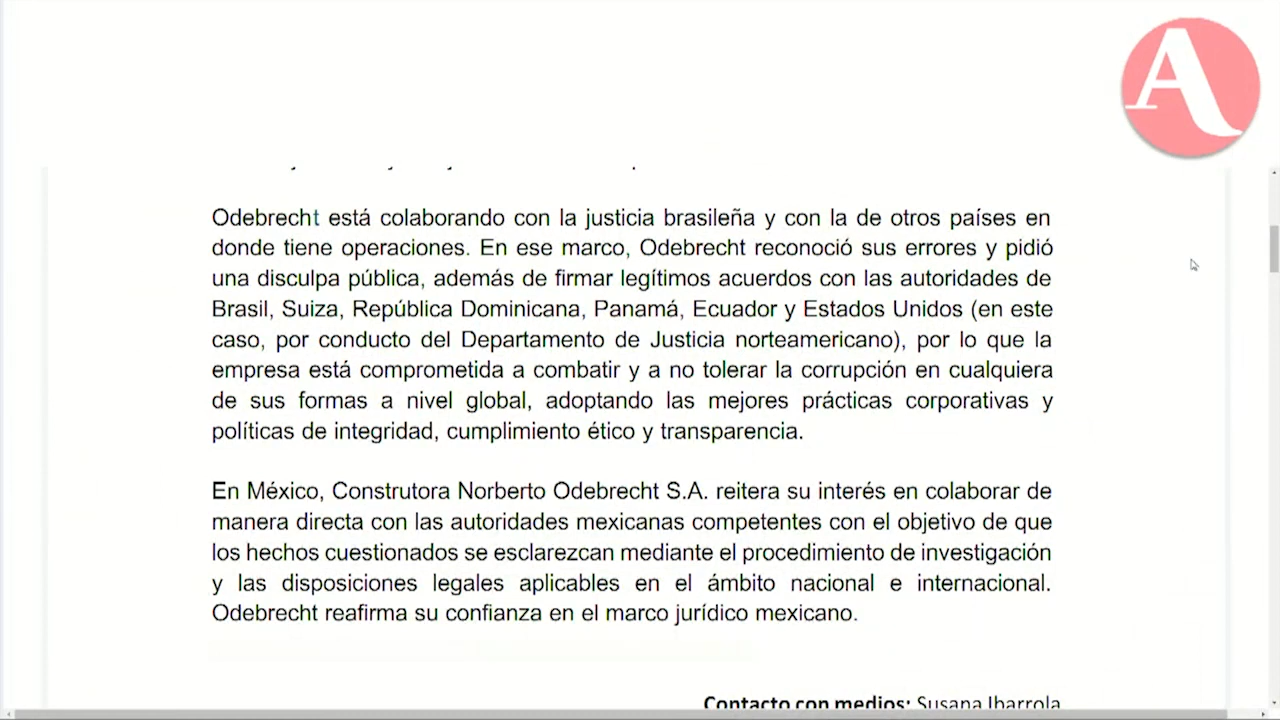 A
Odebrecht está colaborando con la justicia brasileña y con la de otros países en
donde tiene operaciones. En ese marco, Odebrecht reconoció sus errores y pidió
una disculpa pública, además de firmar legítimos acuerdos con las autoridades de
Brasil, Suiza, República Dominicana, Panamá, Ecuador y Estados Unidos (en este
caso, por conducto del Departamento de Justicia norteamericano), por lo que la
empresa está comprometida a combatir y a no tolerar la corrupción en cualquiera
de sus formas a nivel global, adoptando las mejores prácticas corporativas y
políticas de integridad, cumplimiento ético y transparencia.
En México, Construtora Norberto Odebrecht S.A. reitera su interés en colaborar de
manera directa con las autoridades mexicanas competentes con el objetivo de que
los hechos cuestionados se esclarezcan mediante el procedimiento de investigación
y las disposiciones legales aplicables en el ámbito nacional e internacional.
Odebrecht reafirma su confianza en el marco jurídico mexicano.
Contacto con medios: Susana Ibarrola